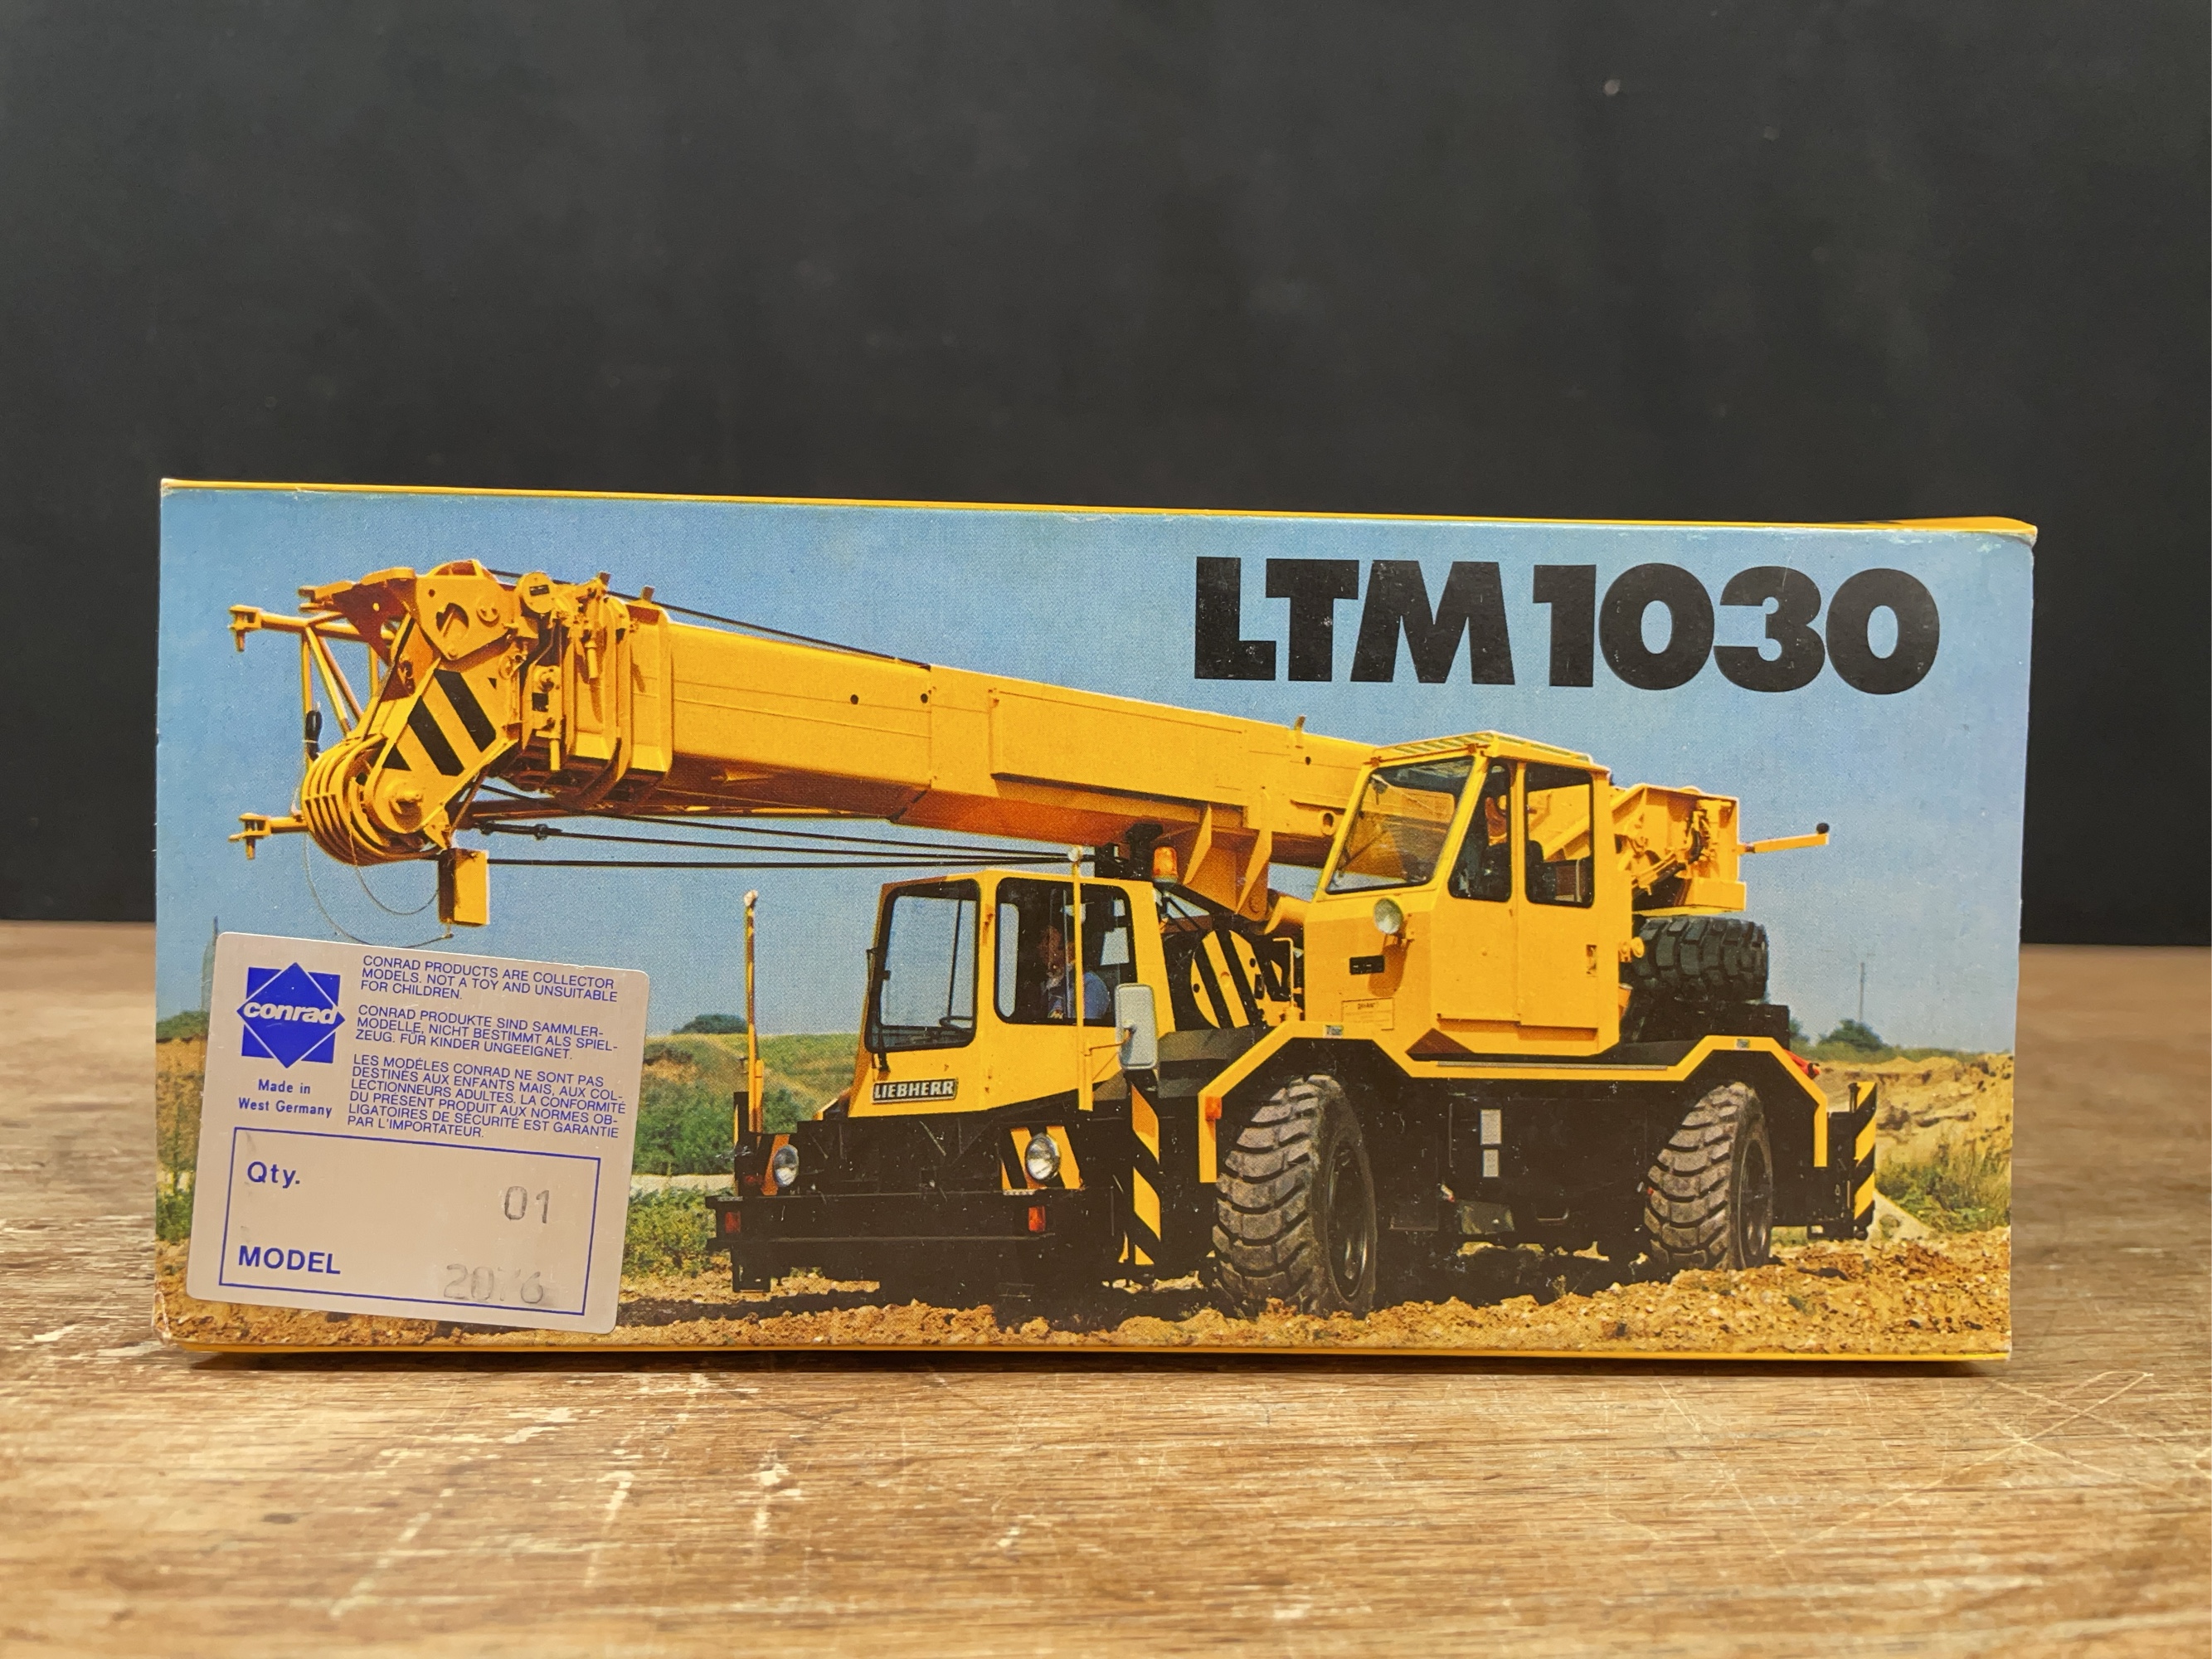 LTM 1030
LIEBHERR
conrad
Made in
West Germany
CONRAD PRODUCTS ARE COLLECTOR
MODELS. NOT A TOY AND UNSUITABLE
FOR CHILDREN.
CONRAD PRODUKTE SIND SAMMLER-
MODELLE, NICHT BESTIMMT ALS SPIEL-
ZEUG. FÜR KINDER UNGEEIGNET.
LES MODÈLES CONRAD NE SONT PAS
DESTINÉS AUX ENFANTS MAIS, AUX COL-
LECTIONNEURS ADULTES. LA CONFORMITÉ
DU PRÉSENT PRODUIT AUX NORMES OB-
LIGATOIRES DE SÉCURITÉ EST GARANTIE
PAR L'IMPORTATEUR.
Qty. 01
MODEL 2076